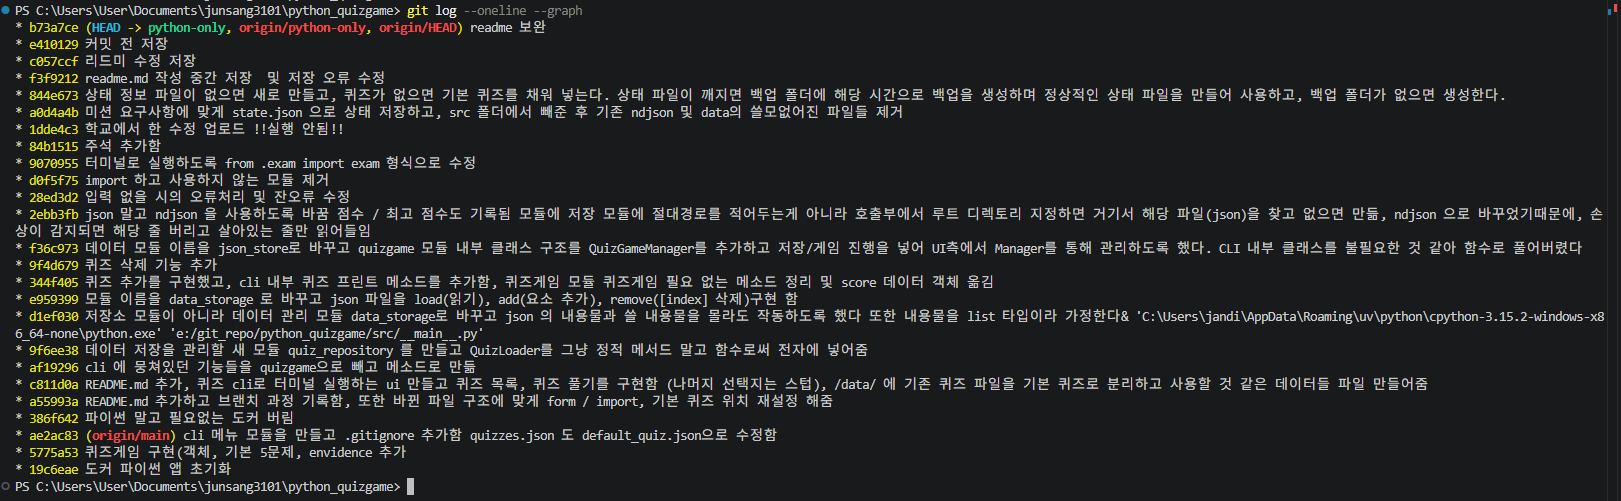 PS C:\Users\User\Documents\junsang3101\python_quizgame> git log --oneline --graph
* b73a7ce (HEAD -> python-only, origin/python-only, origin/HEAD) readme 보완
* e410129 커밋 전 저장
* c057ccf 리드미 수정 저장
* f3f9212 readme.md 작성 중간 저장  및 저장 오류 수정
* 844e673 상태 정보 파일이 없으면 새로 만들고, 퀴즈가 없으면 기본 퀴즈를 채워 넣는다. 상태 파일이 깨지면 백업 폴더에 해당 시간으로 백업을 생성하며 정상적인 상태 파일을 만들어 사용하고, 백업 폴더가 없으면 생성한다.
* a0d4a4b 미션 요구사항에 맞게 state.json 으로 상태 저장하고, src 폴더에서 빼준 후 기존 ndjson 및 data의 쓸모없어진 파일들 제거
* 1dde4c3 학교에서 한 수정 업로드 !!실행 안됨!!
* 84b1515 주석 추가함
* 9070955 터미널로 실행하도록 from .exam import exam 형식으로 수정
* d0f5f75 import 하고 사용하지 않는 모듈 제거
* 28ed3d2 입력 없을 시의 오류처리 및 잔오류 수정
* 2ebb3fb json 말고 ndjson 을 사용하도록 바꿈 점수 / 최고 점수도 기록됨 모듈에 저장 모듈에 절대경로를 적어두는게 아니라 호출부에서 루트 디렉토리 지정하면 거기서 해당 파일(json)을 찾고 없으면 만듦, ndjson 으로 바꾸었기때문에, 손
상이 감지되면 해당 줄 버리고 살아있는 줄만 읽어들임
* f36c973 데이터 모듈 이름을 json_store로 바꾸고 quizgame 모듈 내부 클래스 구조를 QuizGameManager를 추가하고 저장/게임 진행을 넣어 UI측에서 Manager를 통해 관리하도록 했다. CLI 내부 클래스를 불필요한 것 같아 함수로 풀어버렸다
* 9f4d679 퀴즈 삭제 기능 추가
* 344f405 퀴즈 추가를 구현했고, cli 내부 퀴즈 프린트 메소드를 추가함, 퀴즈게임 모듈 퀴즈게임 필요 없는 메소드 정리 및 score 데이터 객체 옮김
* e959399 모듈 이름을 data_storage 로 바꾸고 json 파일을 load(읽기), add(요소 추가), remove([index] 삭제)구현 함
* d1ef030 저장소 모듈이 아니라 데이터 관리 모듈 data_storage로 바꾸고 json 의 내용물과 쓸 내용물을 몰라도 작동하도록 했다 또한 내용물을 list 타입이라 가정한다& 'C:\Users\jandi\AppData\Roaming\uv\python\cpython-3.15.2-windows-x8
6_64-none\python.exe' 'e:/git_repo/python_quizgame/src/__main__.py'
* 9f6ee38 데이터 저장을 관리할 새 모듈 quiz_repository 를 만들고 QuizLoader를 그냥 정적 메서드 말고 함수로써 전자에 넣어줌
* af19296 cli 에 뭉쳐있던 기능들을 quizgame으로 빼고 메소드로 만듦
* c811d0a README.md 추가, 퀴즈 cli로 터미널 실행하는 ui 만들고 퀴즈 목록, 퀴즈 풀기를 구현함 (나머지 선택지는 스텁), /data/ 에 기존 퀴즈 파일을 기본 퀴즈로 분리하고 사용할 것 같은 데이터들 파일 만들어줌
* a55993a README.md 추가하고 브랜치 과정 기록함, 또한 바뀐 파일 구조에 맞게 form / import, 기본 퀴즈 위치 재설정 해줌
* 386f642 파이썬 말고 필요없는 도커 버림
* ae2ac83 (origin/main) cli 메뉴 모듈을 만들고 .gitignore 추가함 quizzes.json 도 default_quiz.json으로 수정함
* 5775a53 퀴즈게임 구현(객체, 기본 5문제, envidence 추가
* 19c6eae 도커 파이썬 앱 초기화
PS C:\Users\User\Documents\junsang3101\python_quizgame>